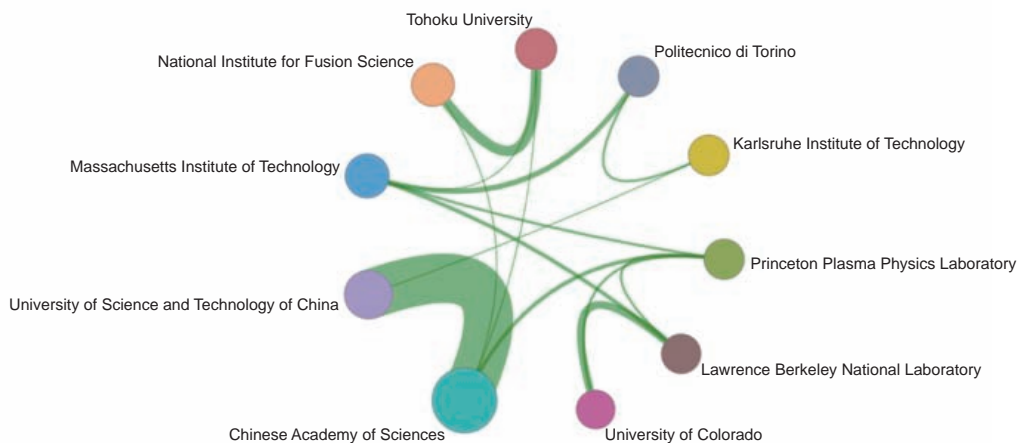 Tohoku University
Politecnico di Torino
National Institute for Fusion Science
Karlsruhe Institute of Technology
Massachusetts Institute of Technology
Princeton Plasma Physics Laboratory
University of Science and Technology of China
Lawrence Berkeley National Laboratory
Chinese Academy of Sciences
University of Colorado